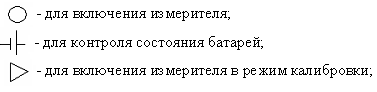 - для включения измерителя;
- для контроля состояния батарей;
- для включения измерителя в режим калибровки;